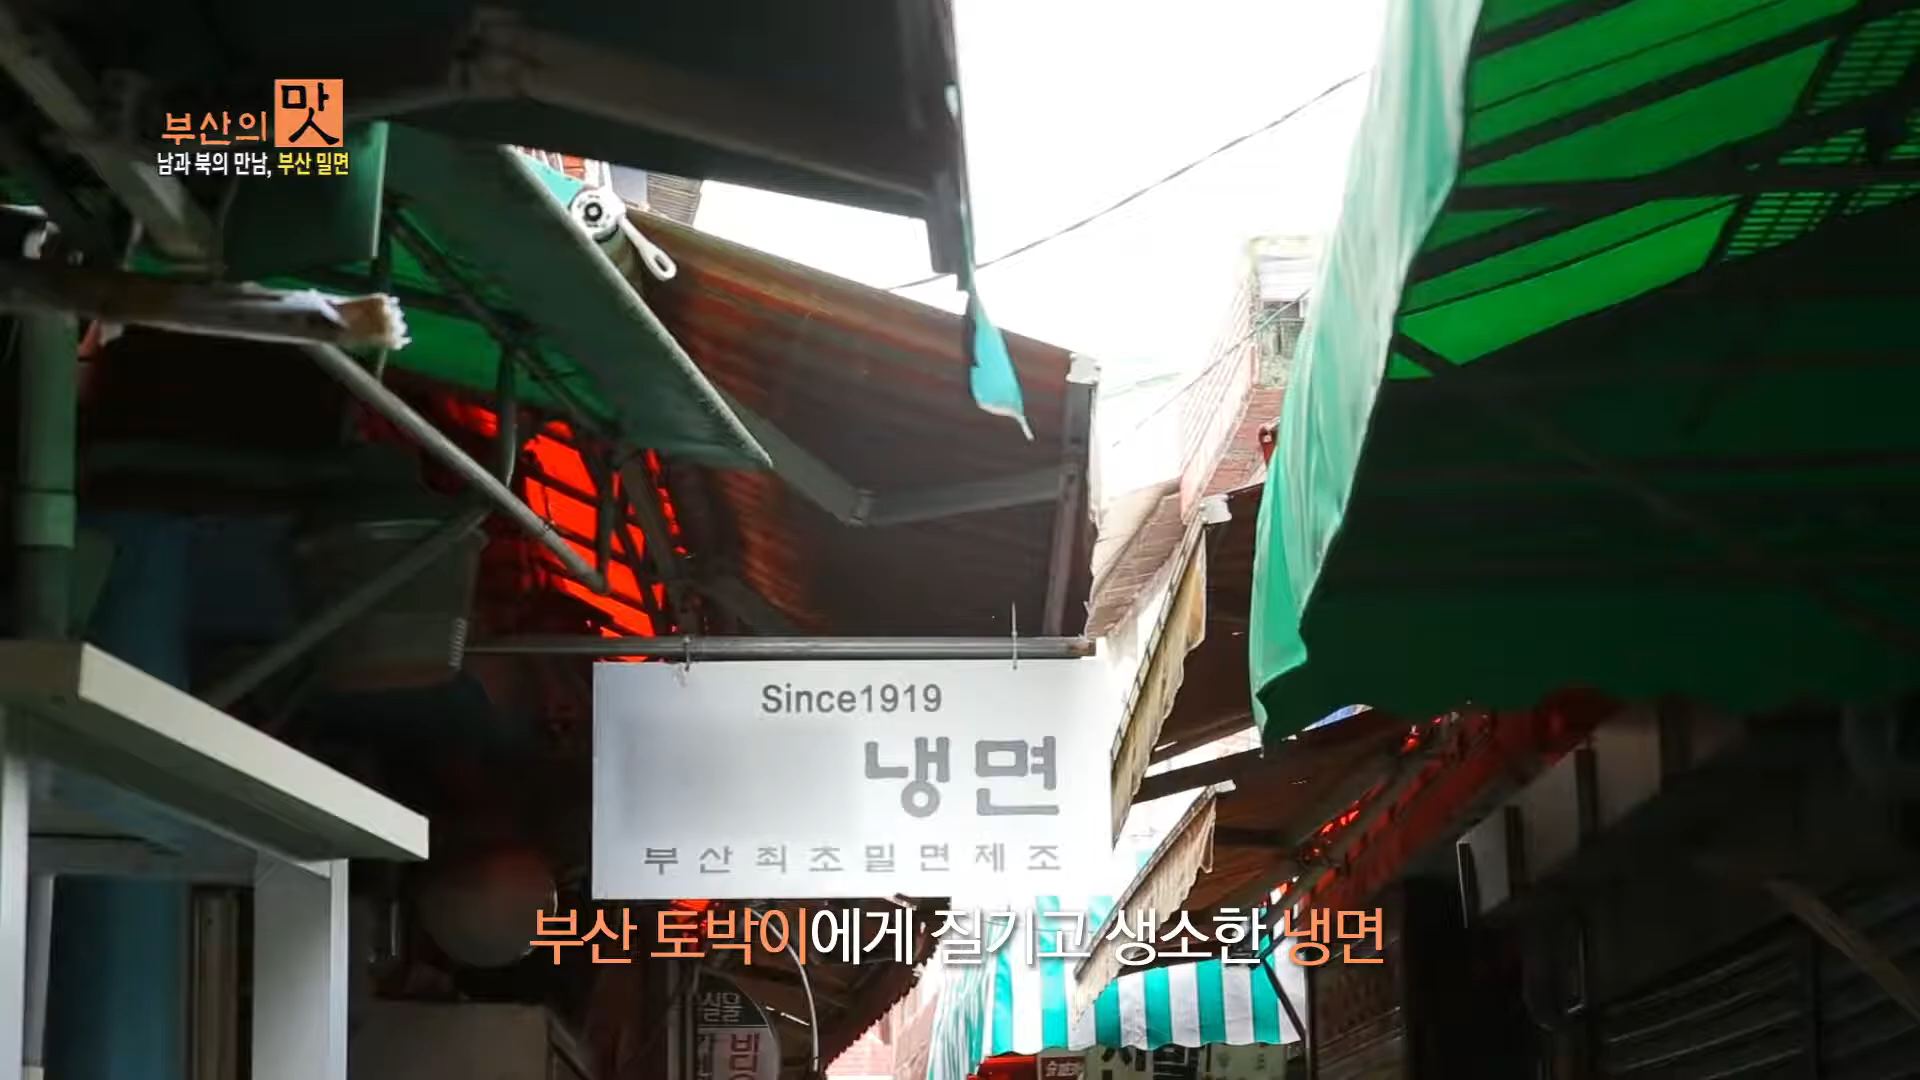 부산의 맛
남과 북의 만남, 부산 밀면
Since1919
냉면
부산최초밀면제조
부산 토박이에게 질기고 생소한 냉면
실물